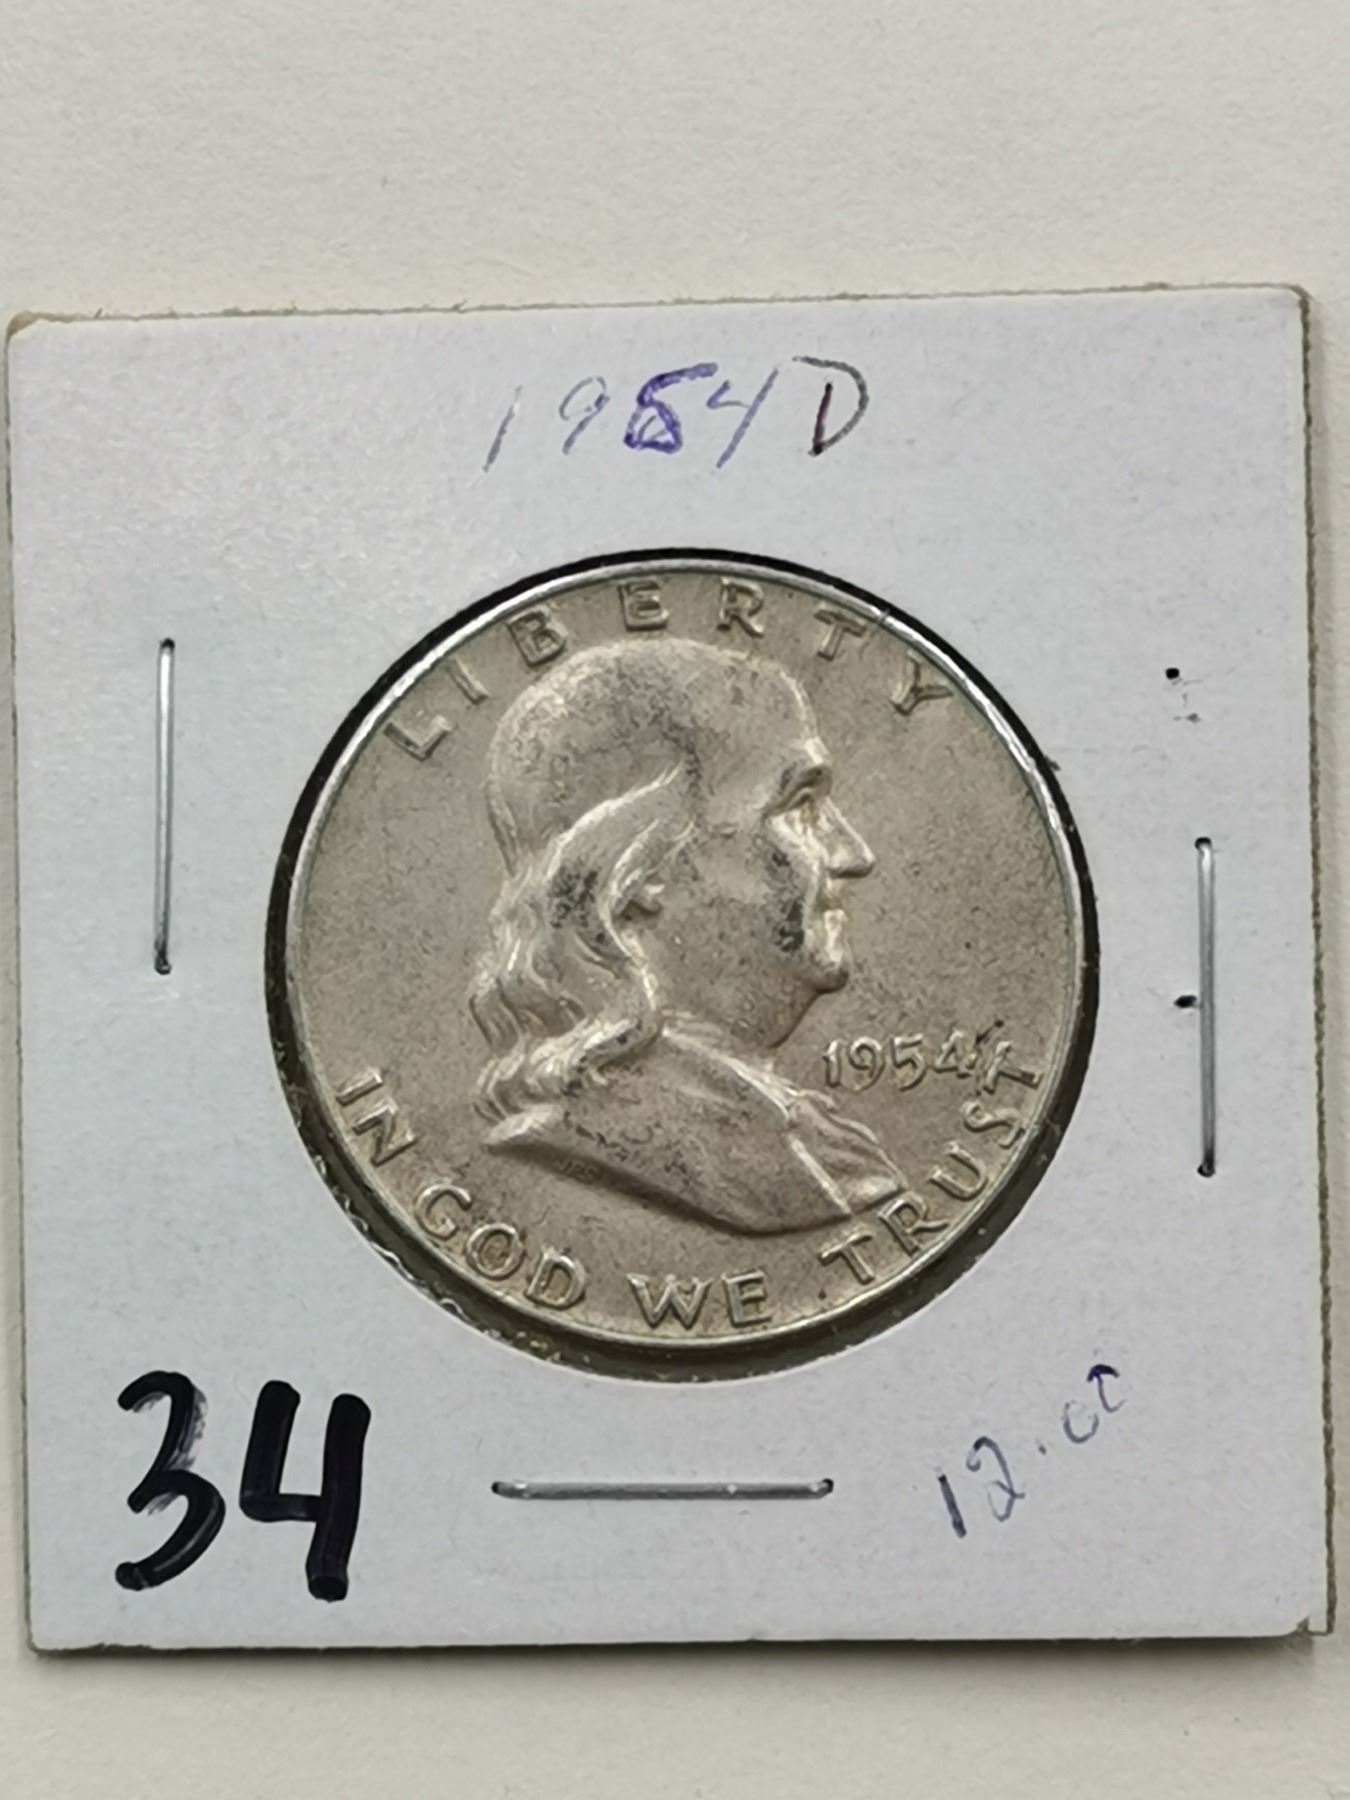 1954D
LIBERTY
1954
IN GOD WE TRUST
34
12.00